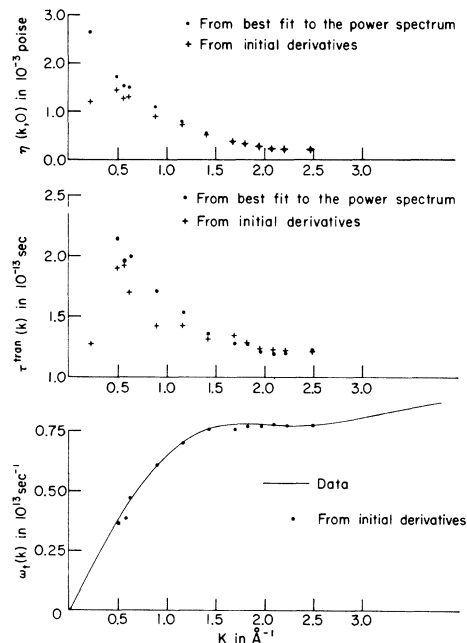 3.0
• From best fit to the power spectrum
+ From initial derivatives
2.0
1.0
0.0
η (k,0) in 10⁻³ poise
0.5 1.0 1.5 2.0 2.5 3.0
2.5
• From best fit to the power spectrum
+ From initial derivatives
2.0
1.5
1.0
τ^tran (k) in 10⁻¹³ sec
0.5 1.0 1.5 2.0 2.5 3.0
0.75
0.50
0.25
0
ω_t(k) in 10¹³ sec⁻¹
— Data
• From initial derivatives
0.5 1.0 1.5 2.0 2.5 3.0
K in Å⁻¹